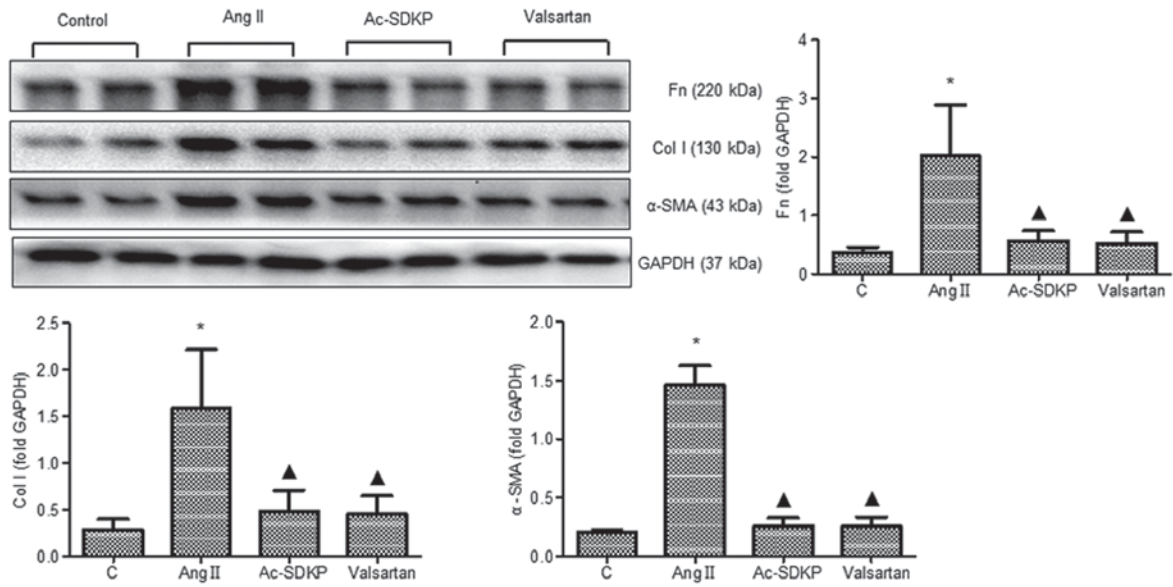 Control Ang II Ac-SDKP Valsartan
Fn (220 kDa)
Col I (130 kDa)
α-SMA (43 kDa)
GAPDH (37 kDa)
Fn (fold GAPDH)
4
3
2
1
0
*
▲ ▲
C Ang II Ac-SDKP Valsartan
Col I (fold GAPDH)
2.5
2.0
1.5
1.0
0.5
0.0
*
▲ ▲
C Ang II Ac-SDKP Valsartan
α-SMA (fold GAPDH)
2.0
1.5
1.0
0.5
0.0
*
▲ ▲
C Ang II Ac-SDKP Valsartan